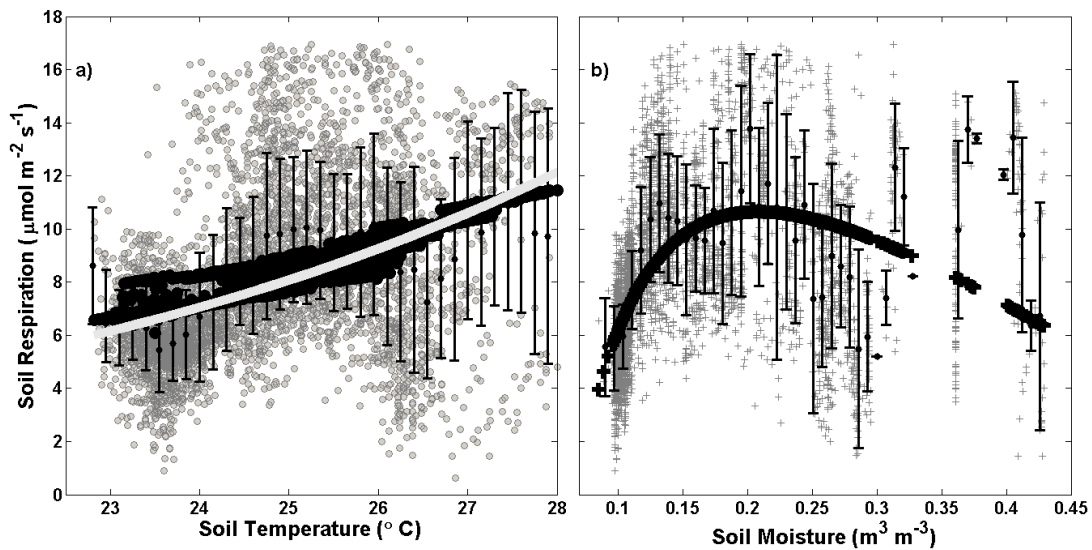 a)
b)
18
16
14
12
10
8
6
4
2
0
Soil Respiration ( μmol m-2 s-1)
23 24 25 26 27 28
Soil Temperature (° C)
0.1 0.15 0.2 0.25 0.3 0.35 0.4 0.45
Soil Moisture (m3 m-3)